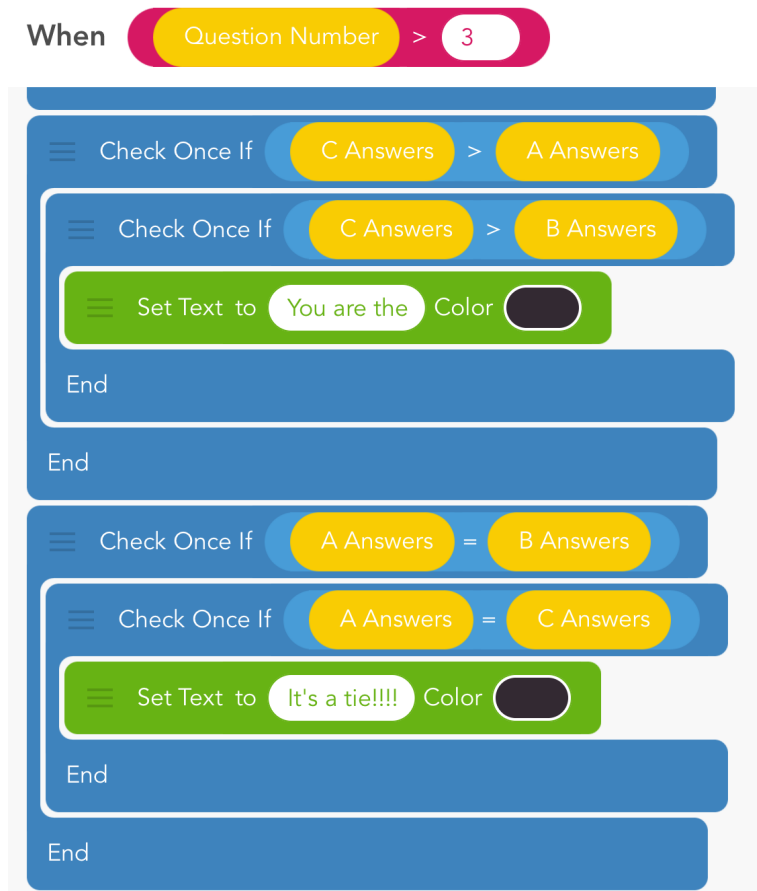 When Question Number > 3
Check Once If C Answers > A Answers
Check Once If C Answers > B Answers
Set Text to You are the Color
End
End
Check Once If A Answers = B Answers
Check Once If A Answers = C Answers
Set Text to It's a tie!!!! Color
End
End